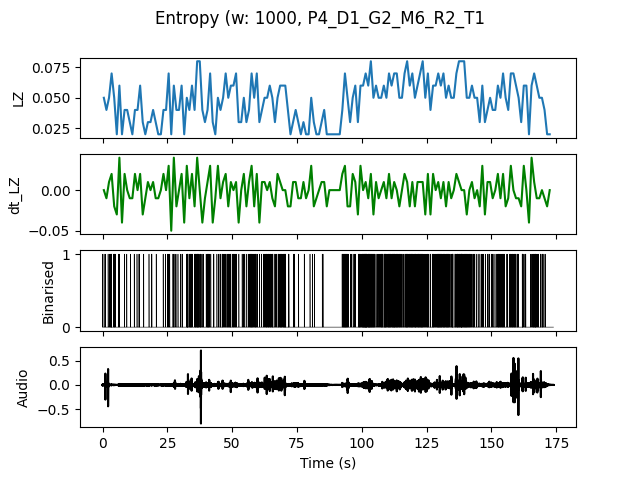 Entropy (w: 1000, P4_D1_G2_M6_R2_T1
LZ
0.075
0.050
0.025
dt_LZ
0.00
−0.05
Binarised
1
0
Audio
0.5
0.0
−0.5
0 25 50 75 100 125 150 175
Time (s)